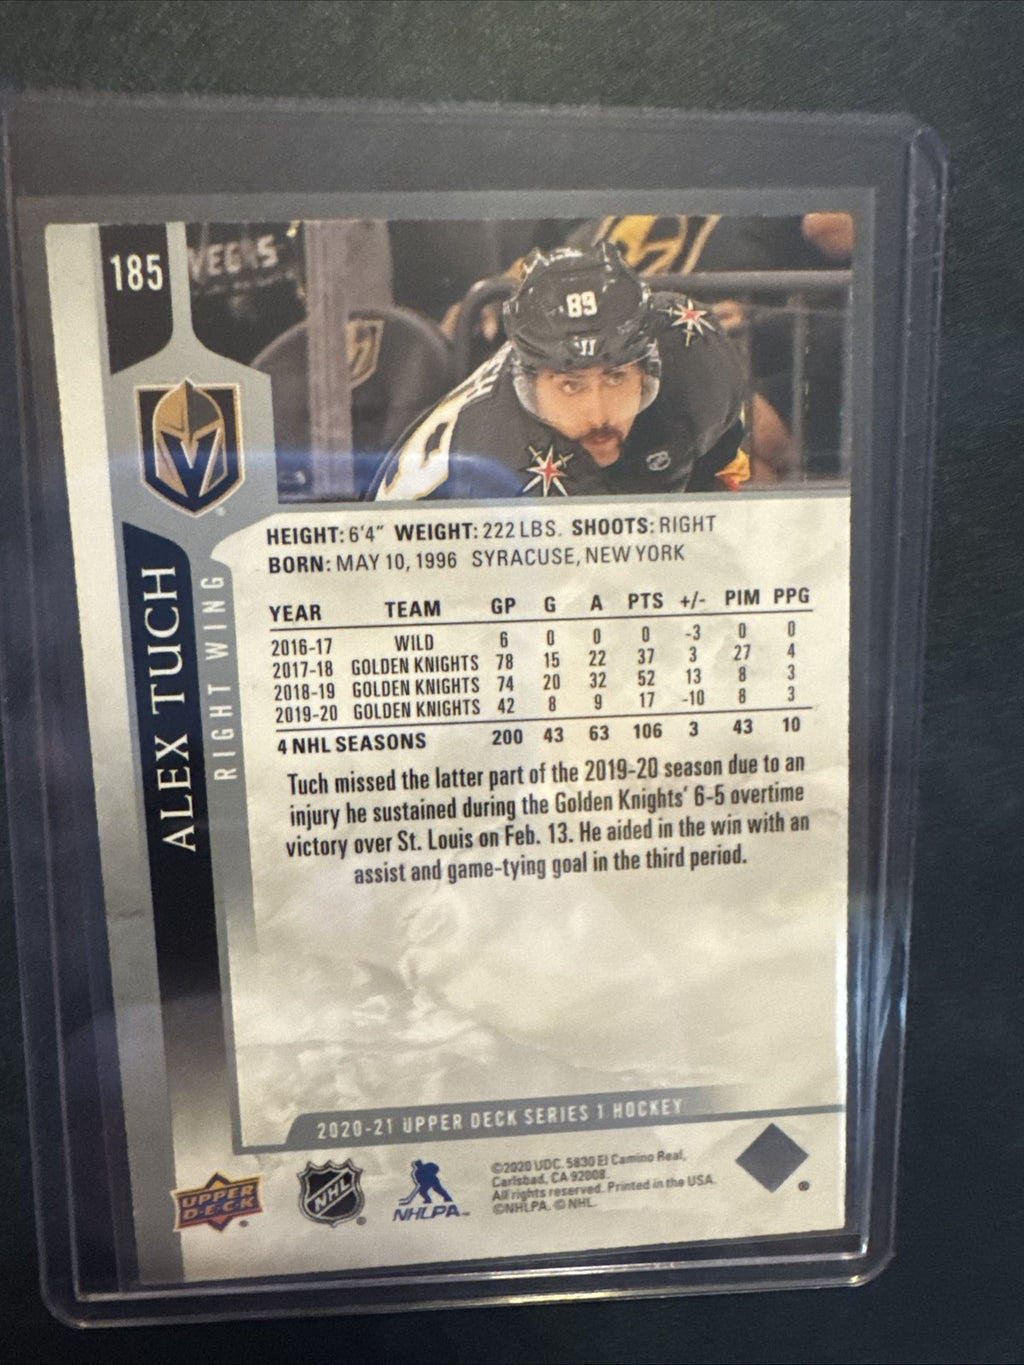 185
VEGAS
89
ALEX TUCH
RIGHT WING
HEIGHT: 6'4" WEIGHT: 222 LBS. SHOOTS: RIGHT
BORN: MAY 10, 1996 SYRACUSE, NEW YORK
YEAR TEAM GP G A PTS +/- PIM PPG
2016-17 WILD 6 0 0 0 -3 0 0
2017-18 GOLDEN KNIGHTS 78 15 22 37 3 27 4
2018-19 GOLDEN KNIGHTS 74 20 32 52 13 8 3
2019-20 GOLDEN KNIGHTS 42 8 9 17 -10 8 3
4 NHL SEASONS 200 43 63 106 3 43 10
Tuch missed the latter part of the 2019-20 season due to an
injury he sustained during the Golden Knights' 6-5 overtime
victory over St. Louis on Feb. 13. He aided in the win with an
assist and game-tying goal in the third period.
2020-21 UPPER DECK SERIES 1 HOCKEY
UPPER
D·E·C·K
®
NHL
®
NHLPA™
©2020 UDC. 5830 El Camino Real,
Carlsbad, CA 92008.
All rights reserved. Printed in the USA.
©NHLPA. © NHL.
®